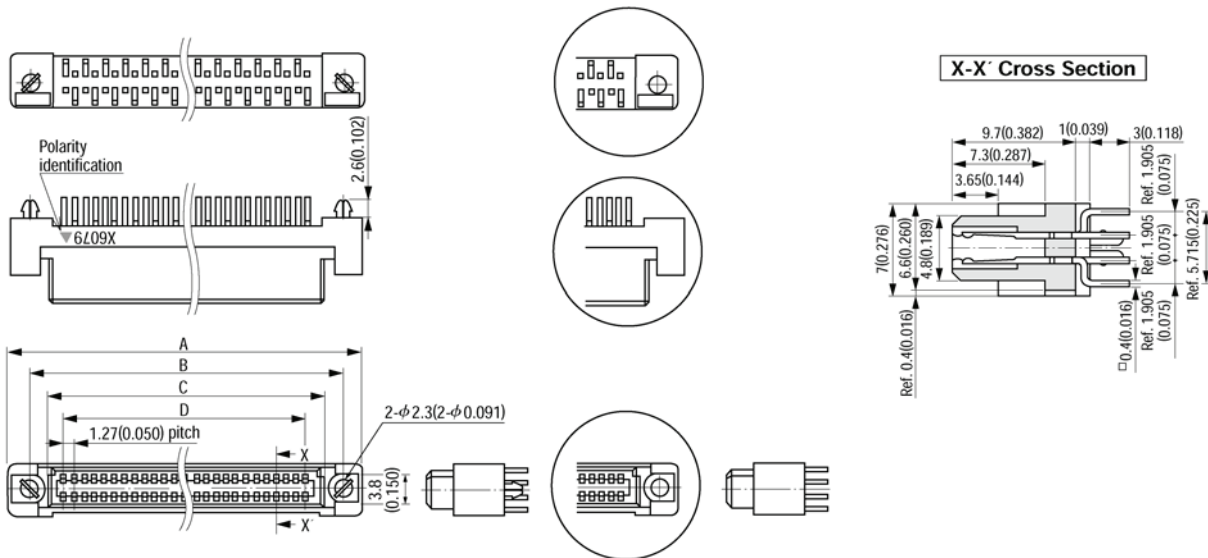 Polarity
identification
2.6(0.102)
X6079
A
B
C
D
1.27(0.050) pitch
2-ϕ2.3(2-ϕ0.091)
X
3.8
(0.150)
X′
X-X′ Cross Section
9.7(0.382)
1(0.039)
3(0.118)
7.3(0.287)
3.65(0.144)
7(0.276)
6.6(0.260)
4.8(0.189)
Ref. 0.4(0.016)
□0.4(0.016)
Ref. 1.905
(0.075)
Ref. 1.905
(0.075)
Ref. 1.905
(0.075)
Ref. 5.715(0.225)